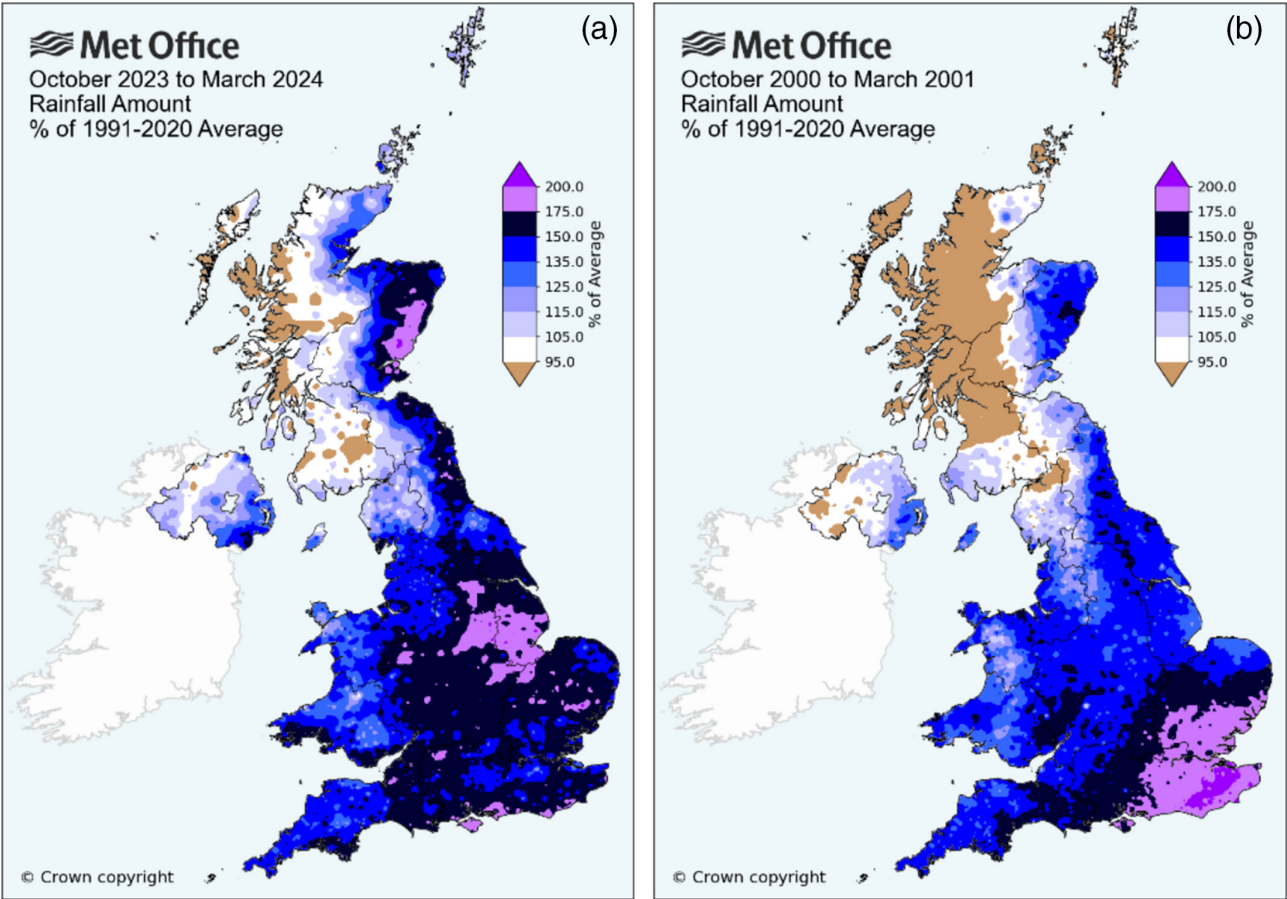 (a)
Met Office
October 2023 to March 2024
Rainfall Amount
% of 1991-2020 Average
200.0
175.0
150.0
135.0
125.0
115.0
105.0
95.0
% of Average
© Crown copyright
(b)
Met Office
October 2000 to March 2001
Rainfall Amount
% of 1991-2020 Average
200.0
175.0
150.0
135.0
125.0
115.0
105.0
95.0
% of Average
© Crown copyright